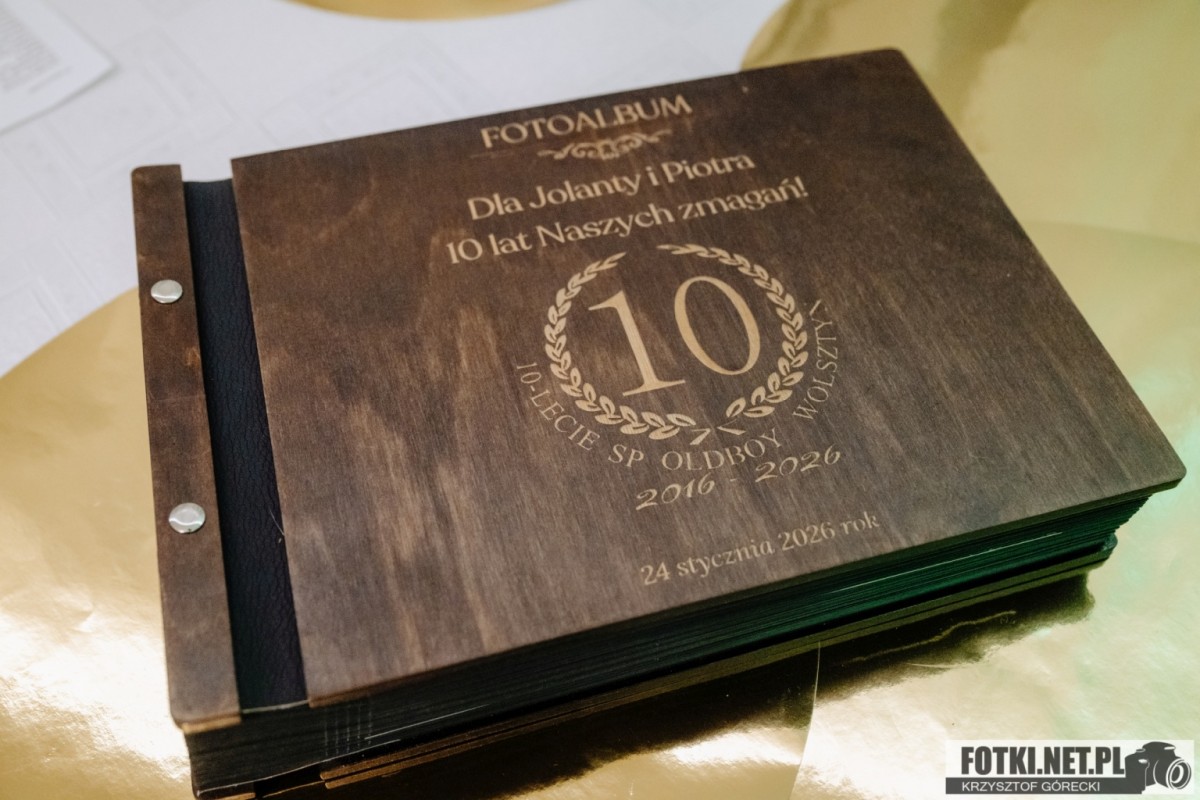 FOTOALBUM
Dla Jolanty i Piotra
10 lat Naszych zmagań!
10
10-LECIE SP OLDBOY WOLSZTYN
2016 - 2026
24 stycznia 2026 rok
FOTKI.NET.PL
KRZYSZTOF GÓRECKI